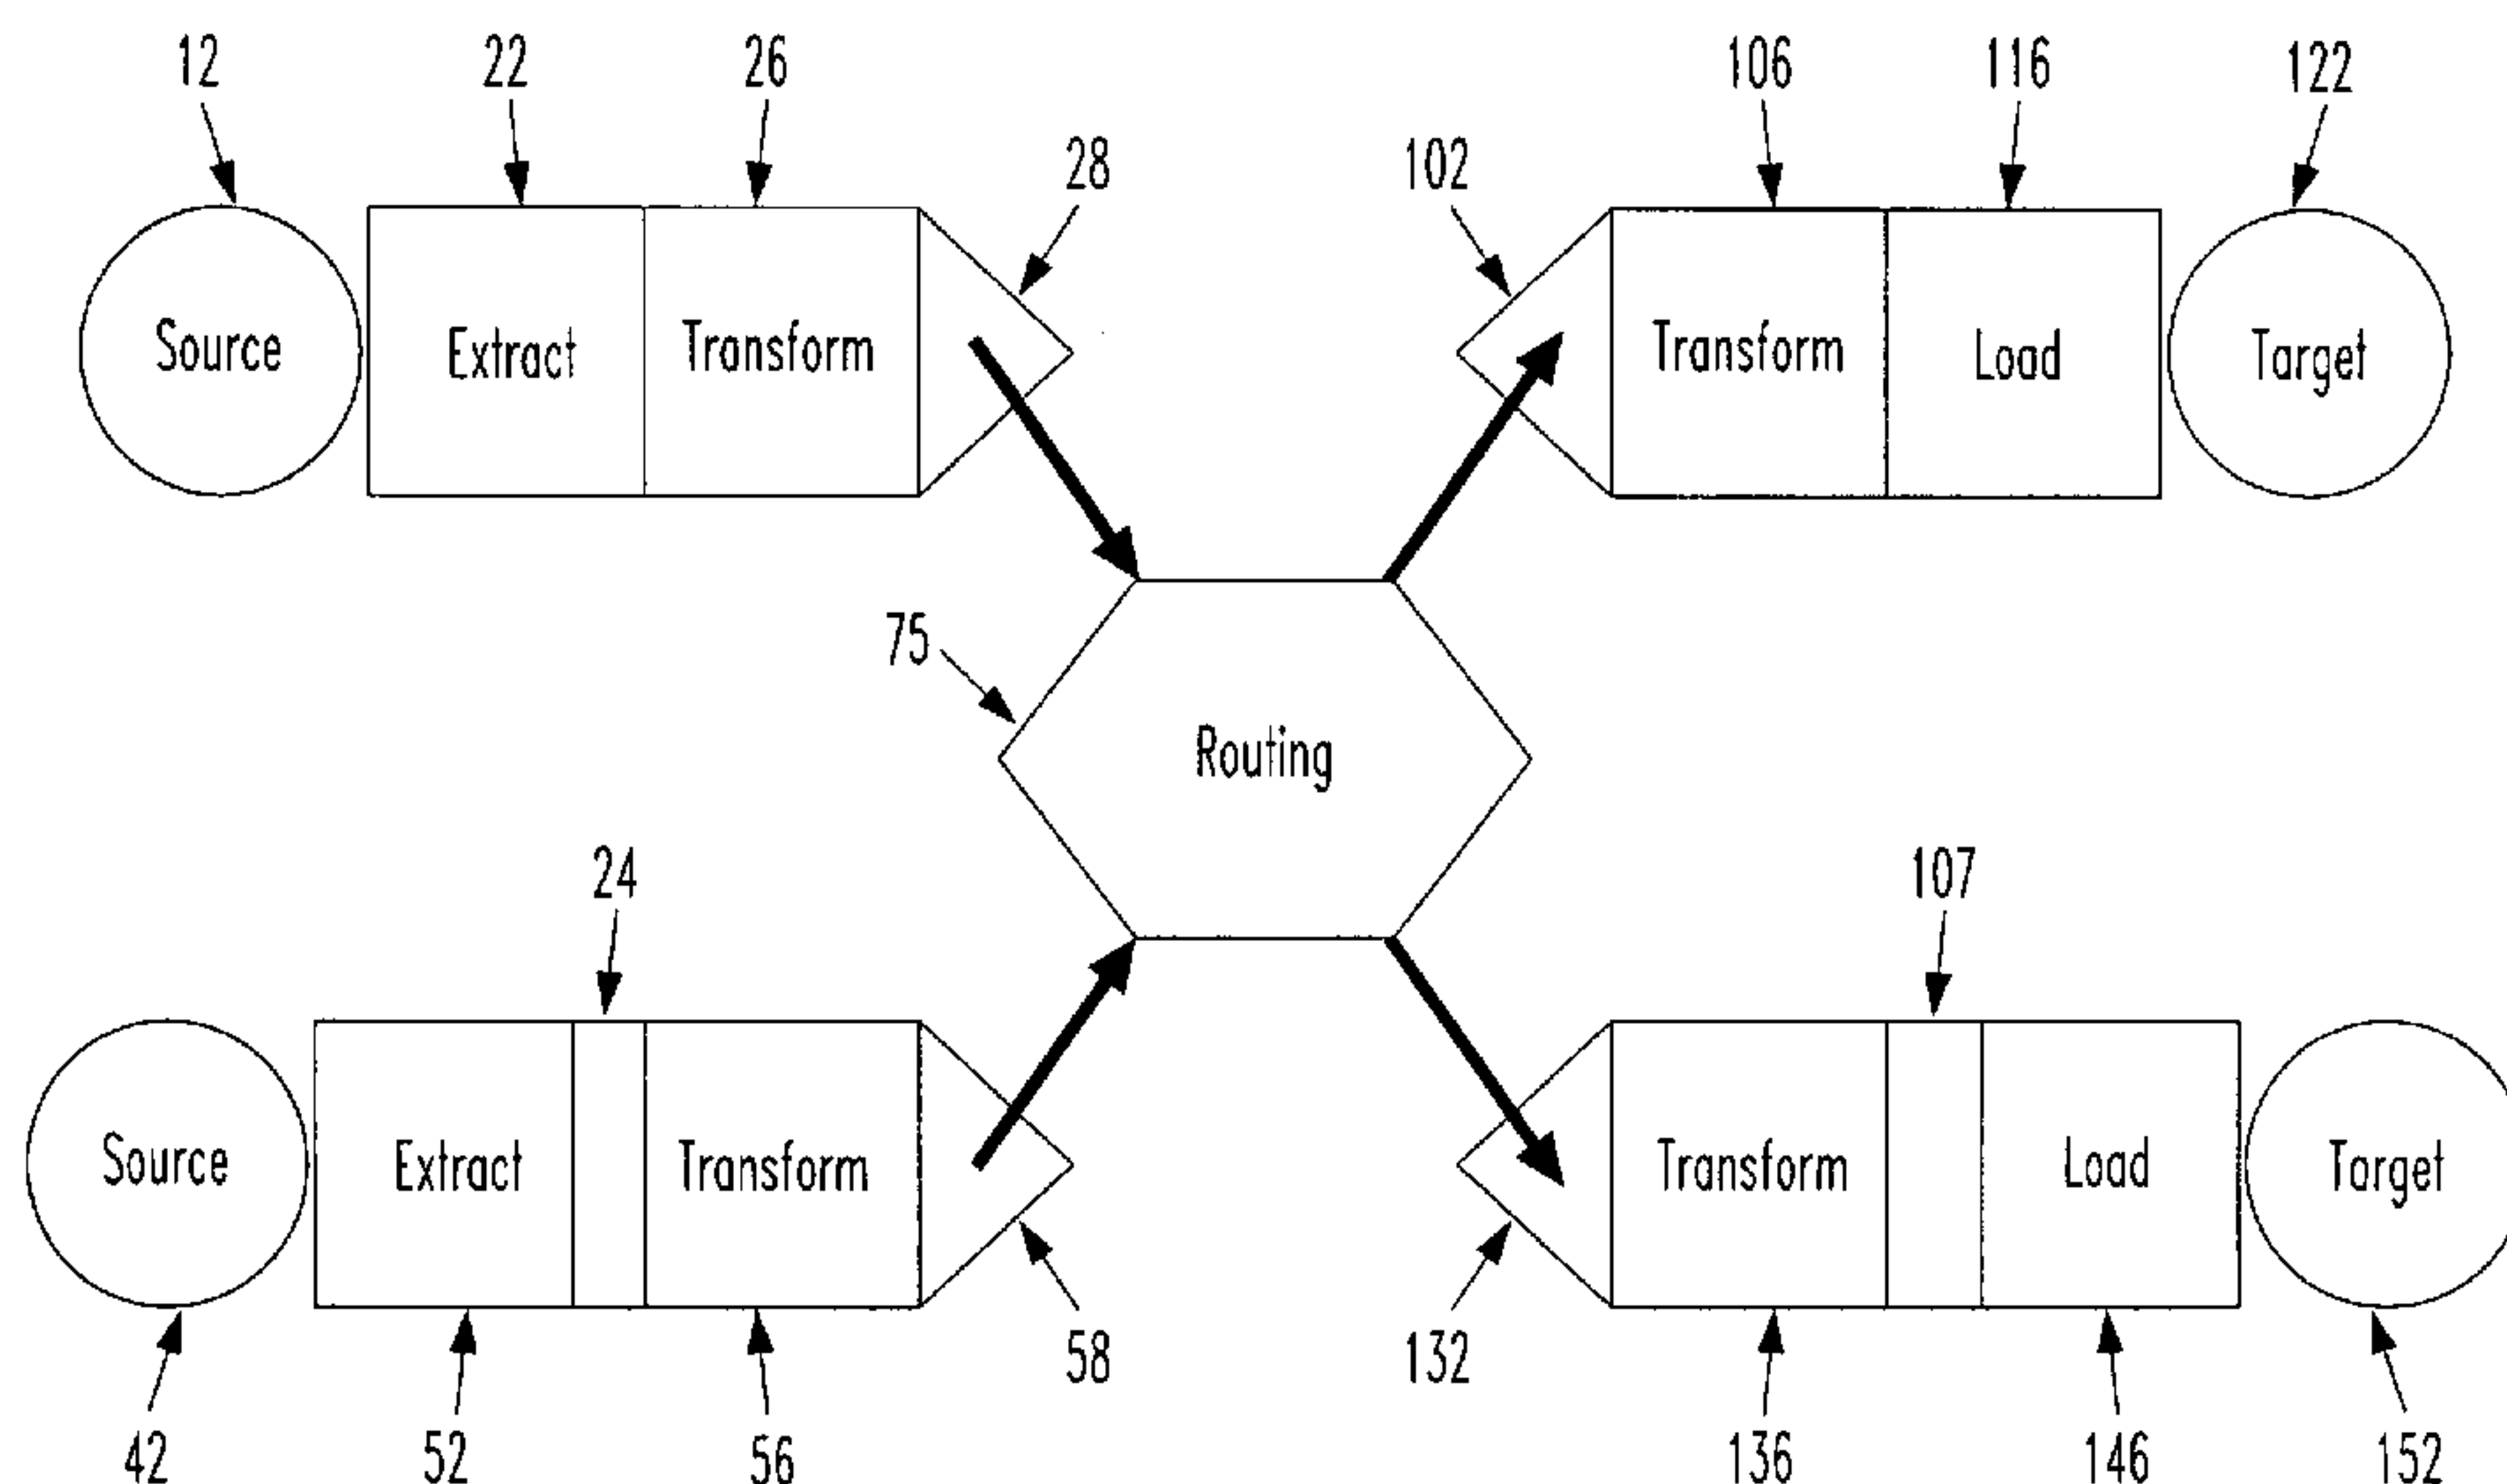 12
22
26
28
102
106
116
122
Source
Extract
Transform
Transform
Load
Target
75
Routing
24
107
Source
Extract
Transform
Transform
Load
Target
58
132
42
52
56
136
146
152